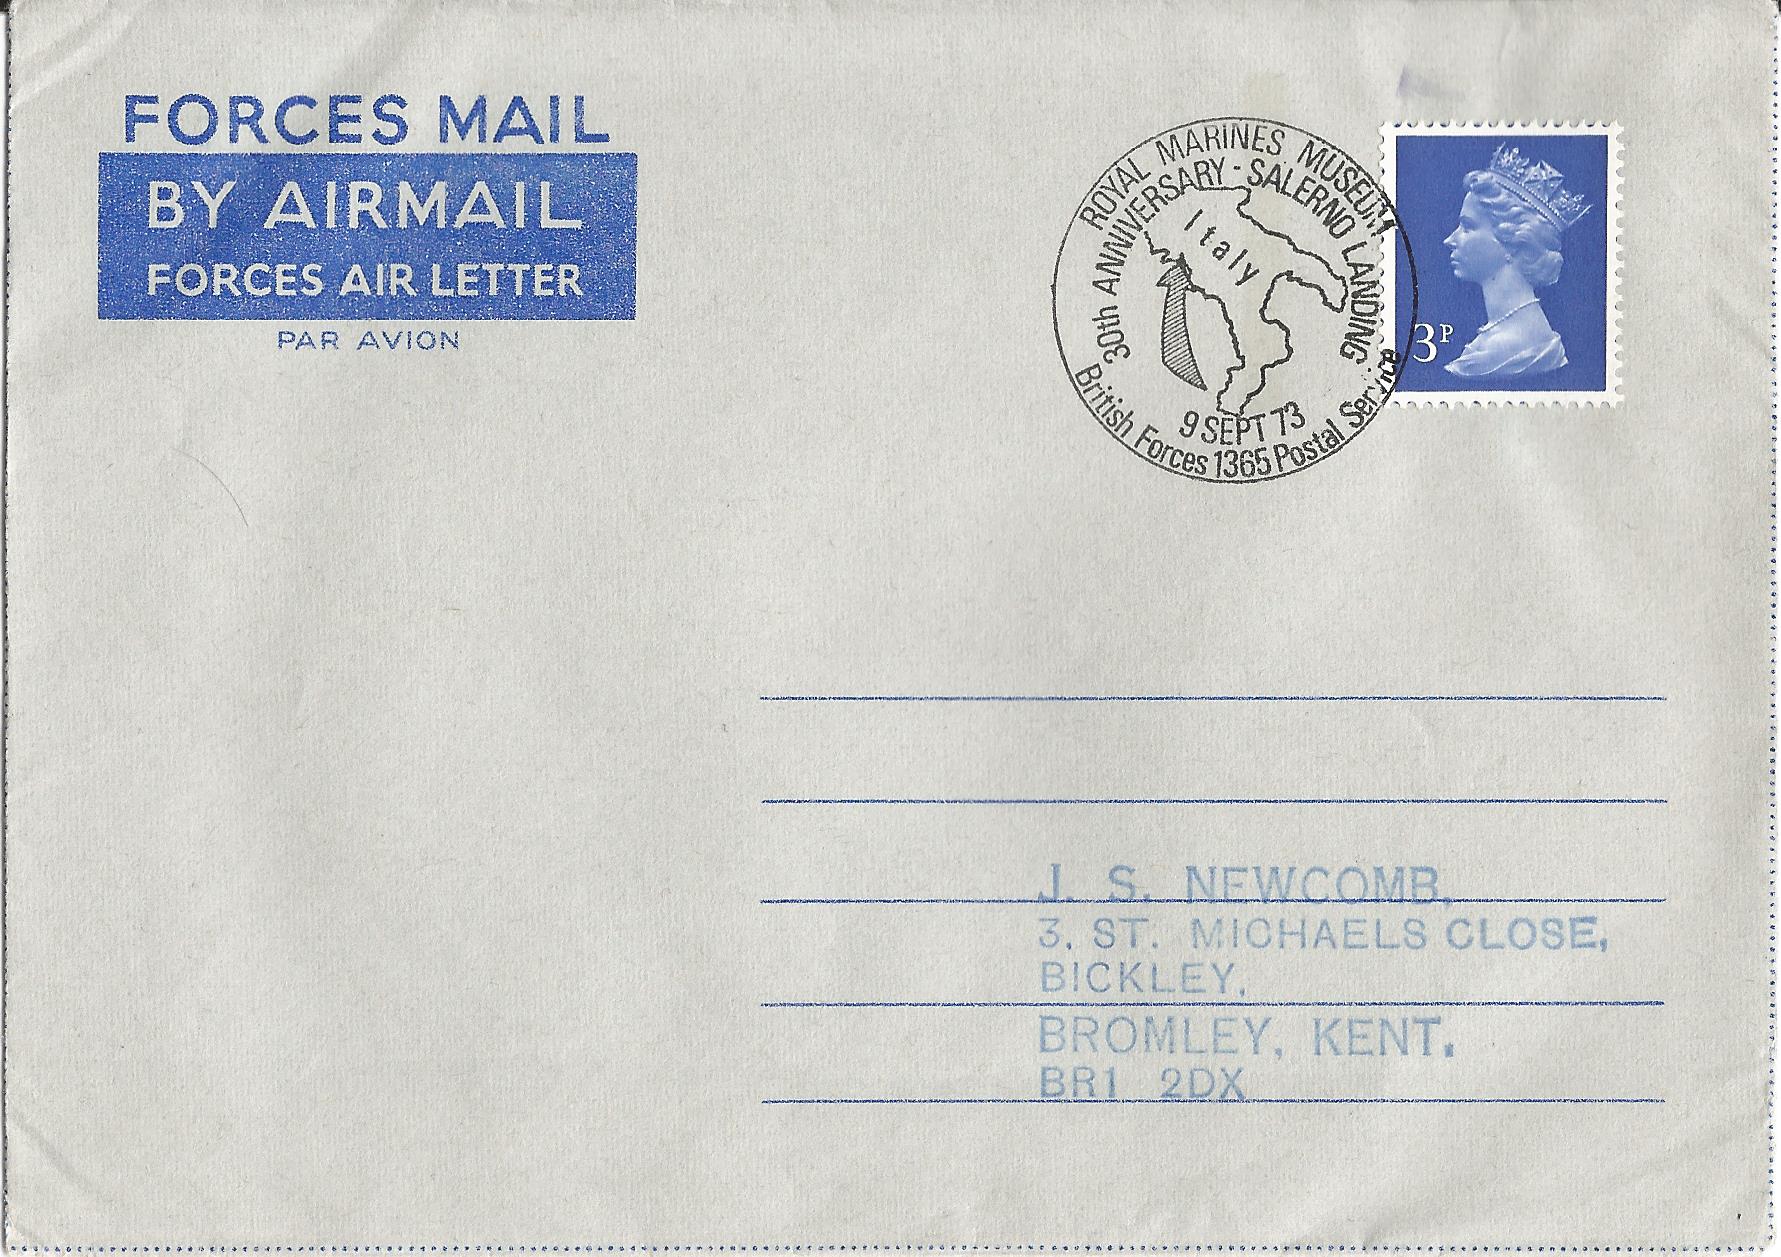 FORCES MAIL
BY AIRMAIL
FORCES AIR LETTER
PAR AVION
ROYAL MARINES MUSEUM
30th ANNIVERSARY - SALERNO LANDING
Italy
9 SEPT 73
British Forces 1365 Postal Service
3P
J. S. NEWCOMB,
3, ST. MICHAELS CLOSE,
BICKLEY,
BROMLEY, KENT.
BR1 2DX